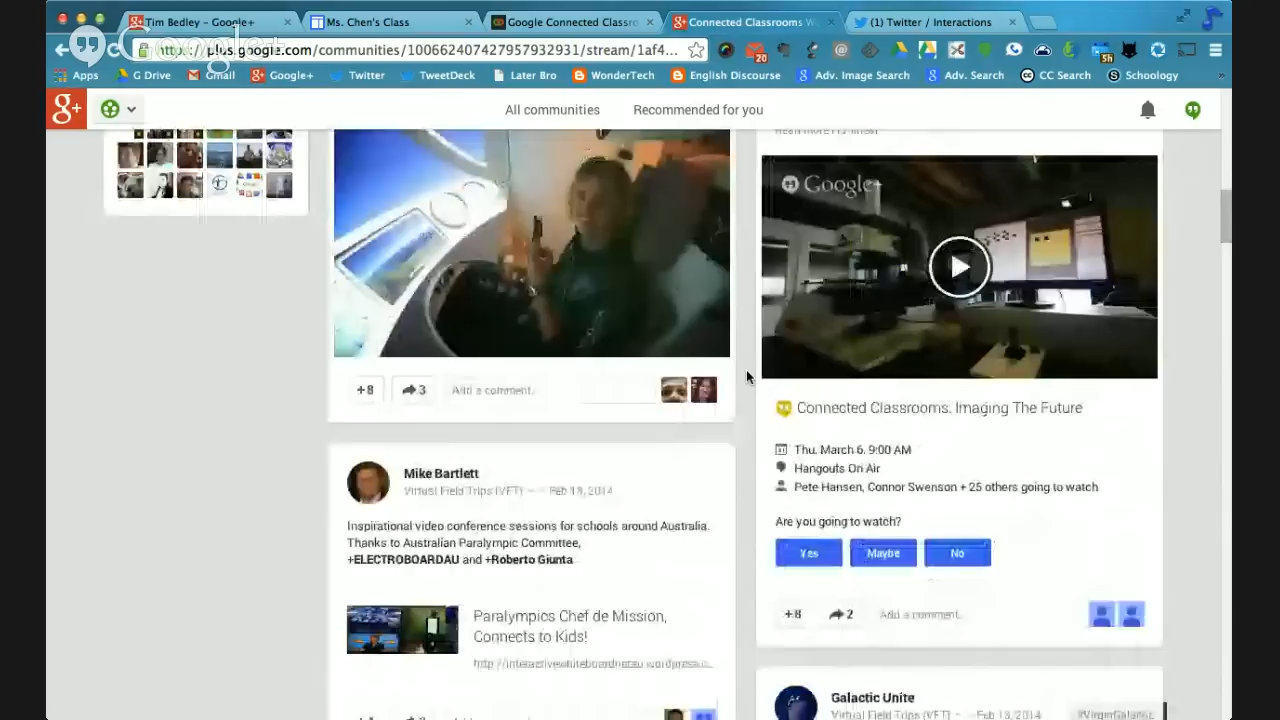 Tim Bedley - Google+
Ms. Chen's Class
Google Connected Classro
Connected Classrooms W
(1) Twitter / Interactions
Google+
https://plus.google.com/communities/100662407427957932931/stream/1af4...
20
5h
Apps
G Drive
Gmail
Google+
Twitter
TweetDeck
Later Bro
WonderTech
English Discourse
Adv. Image Search
Adv. Search
CC Search
Schoology
»
g+
All communities
Recommended for you
+8
3
Add a comment.
Mike Bartlett
Virtual Field Trips (VFT) - Feb 18, 2014
Inspirational video conference sessions for schools around Australia.
Thanks to Australian Paralympic Committee,
+ELECTROBOARDAU and +Roberto Giunta
Paralympics Chef de Mission,
Connects to Kids!
Google+
Connected Classrooms: Imaging The Future
Thu, March 6, 9:00 AM
Hangouts On Air
Pete Hansen, Connor Swenson + 25 others going to watch
Are you going to watch?
Yes
Maybe
No
+8
2
Add a comment.
Galactic Unite
Virtual Field Trips (VFT) - Feb 13, 2014
#VirginGalactic